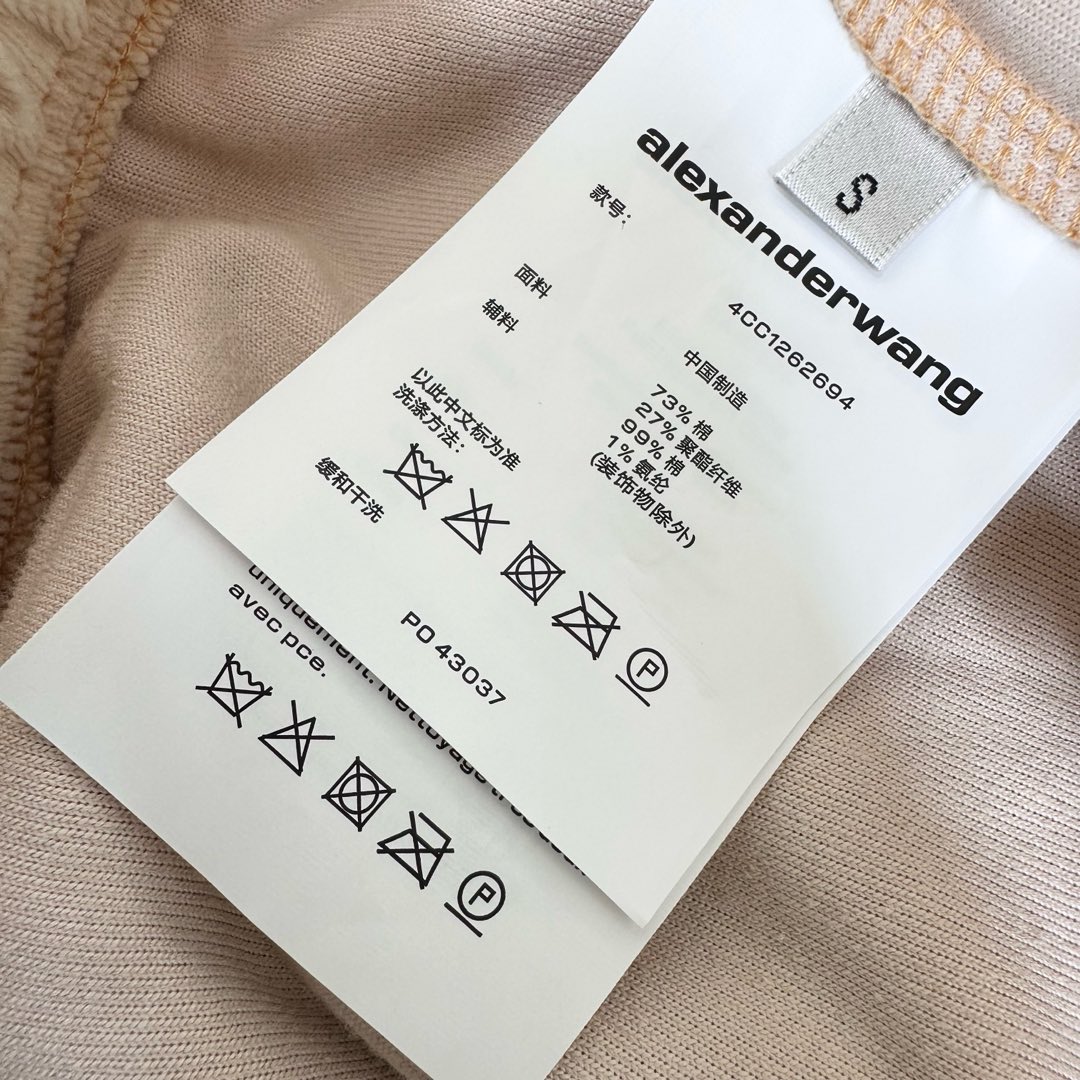 S
alexanderwang
款号：
4CC1262694
中国制造
面料
73% 棉
27% 聚酯纤维
辅料
99% 棉
1% 氨纶
(装饰物除外)
以此中文标为准
洗涤方法：
缓和干洗
P
PO 43037
uniquement. Nettoyage
avec pce.
P